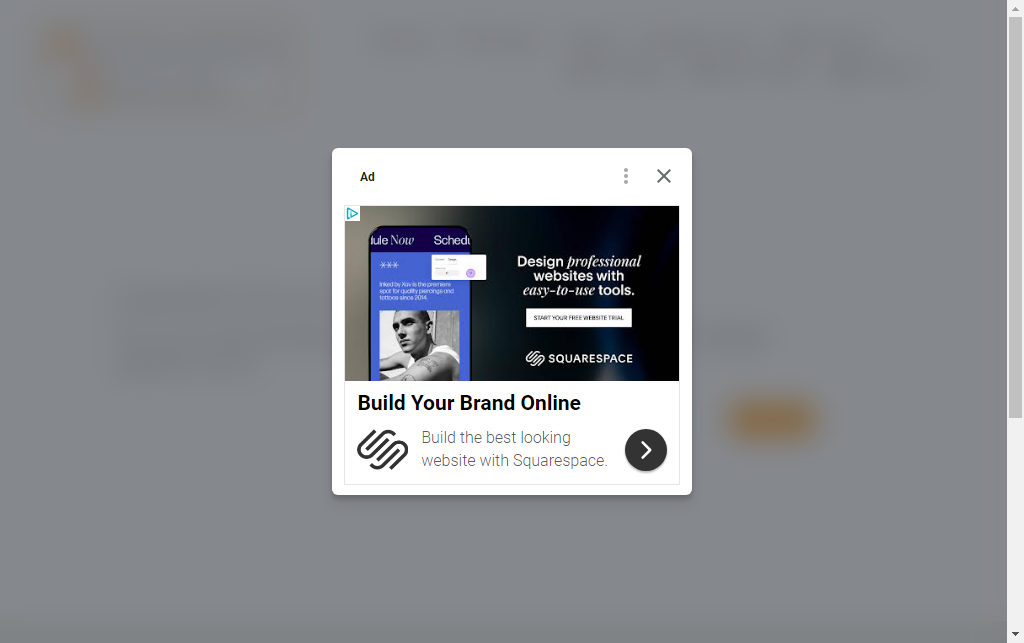 Ad
dule Now Schedu
Inked by Xav is the premiere
spot for quality piercings and
tattoos since 2014.
Design professional
websites with
easy-to-use tools.
START YOUR FREE WEBSITE TRIAL
SQUARESPACE
Build Your Brand Online
Build the best looking
website with Squarespace.